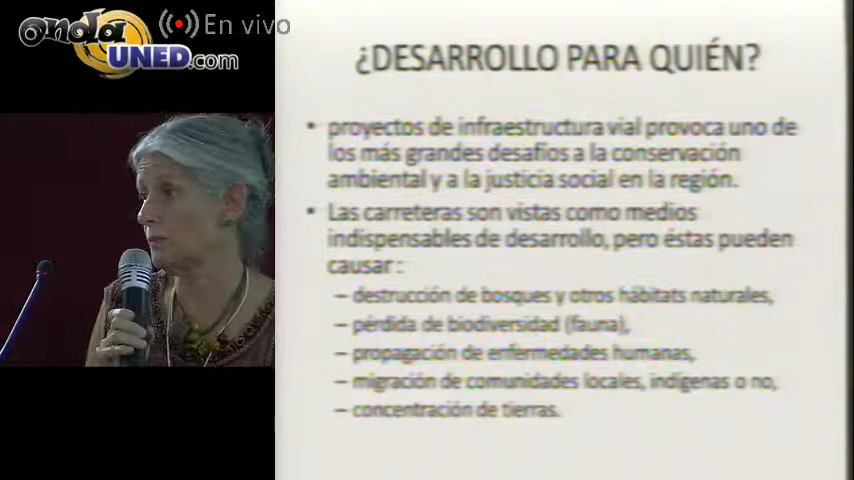 onda
UNED.com
En vivo
¿DESARROLLO PARA QUIÉN?
• proyectos de infraestructura vial provoca uno de
los más grandes desafíos a la conservación
ambiental y a la justicia social en la región.
• Las carreteras son vistas como medios
indispensables de desarrollo, pero éstas pueden
causar :
– destrucción de bosques y otros hábitats naturales,
– pérdida de biodiversidad (fauna),
– propagación de enfermedades humanas,
– migración de comunidades locales, indígenas o no,
– concentración de tierras.